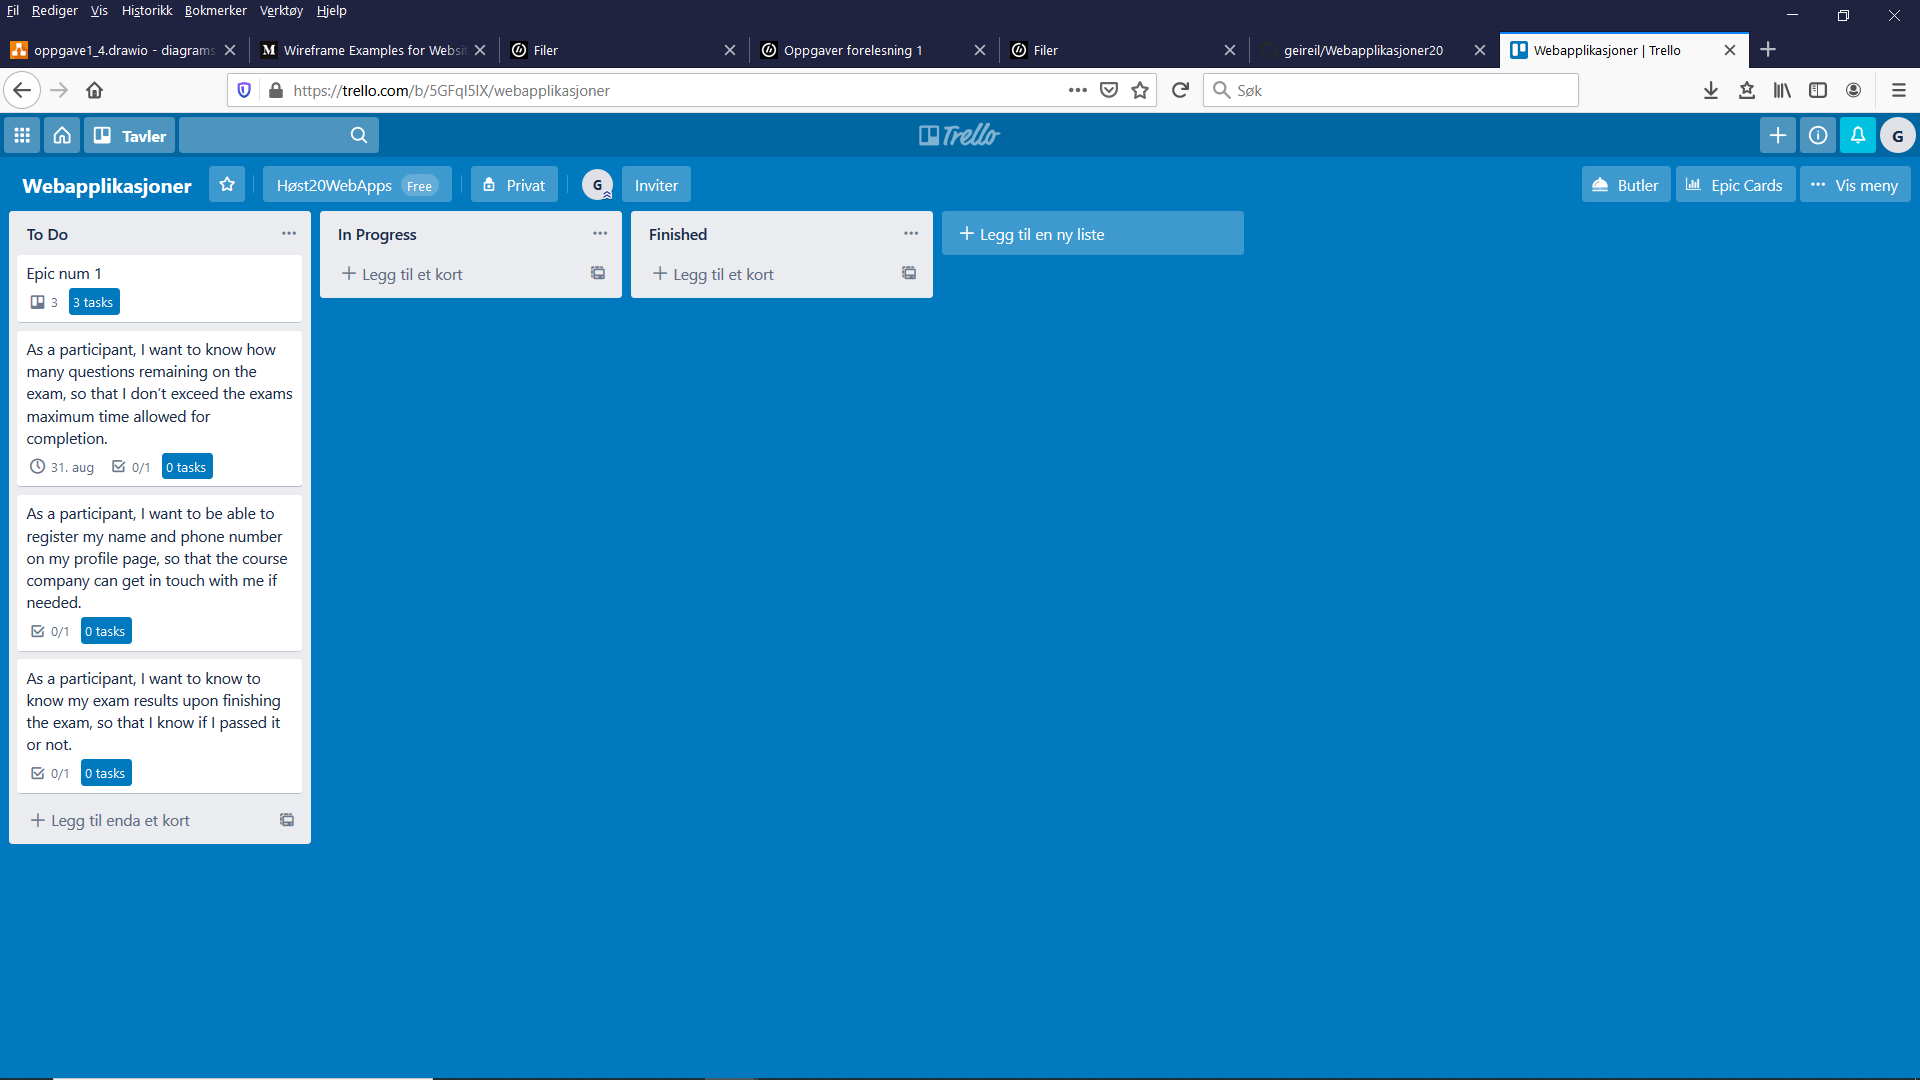 Fil Rediger Vis Historikk Bokmerker Verktøy Hjelp
oppgave1_4.drawio - diagrams
Wireframe Examples for Websit
Filer
Oppgaver forelesning 1
Filer
geireil/Webapplikasjoner20
Webapplikasjoner | Trello
https://trello.com/b/5GFqI5IX/webapplikasjoner
Søk
Tavler
Trello
G
Webapplikasjoner
Høst20WebApps Free
Privat
G
Inviter
Butler
Epic Cards
Vis meny
To Do
Epic num 1
3 3 tasks
As a participant, I want to know how
many questions remaining on the
exam, so that I don't exceed the exams
maximum time allowed for
completion.
31. aug 0/1 0 tasks
As a participant, I want to be able to
register my name and phone number
on my profile page, so that the course
company can get in touch with me if
needed.
0/1 0 tasks
As a participant, I want to know to
know my exam results upon finishing
the exam, so that I know if I passed it
or not.
0/1 0 tasks
+ Legg til enda et kort
In Progress
+ Legg til et kort
Finished
+ Legg til et kort
+ Legg til en ny liste